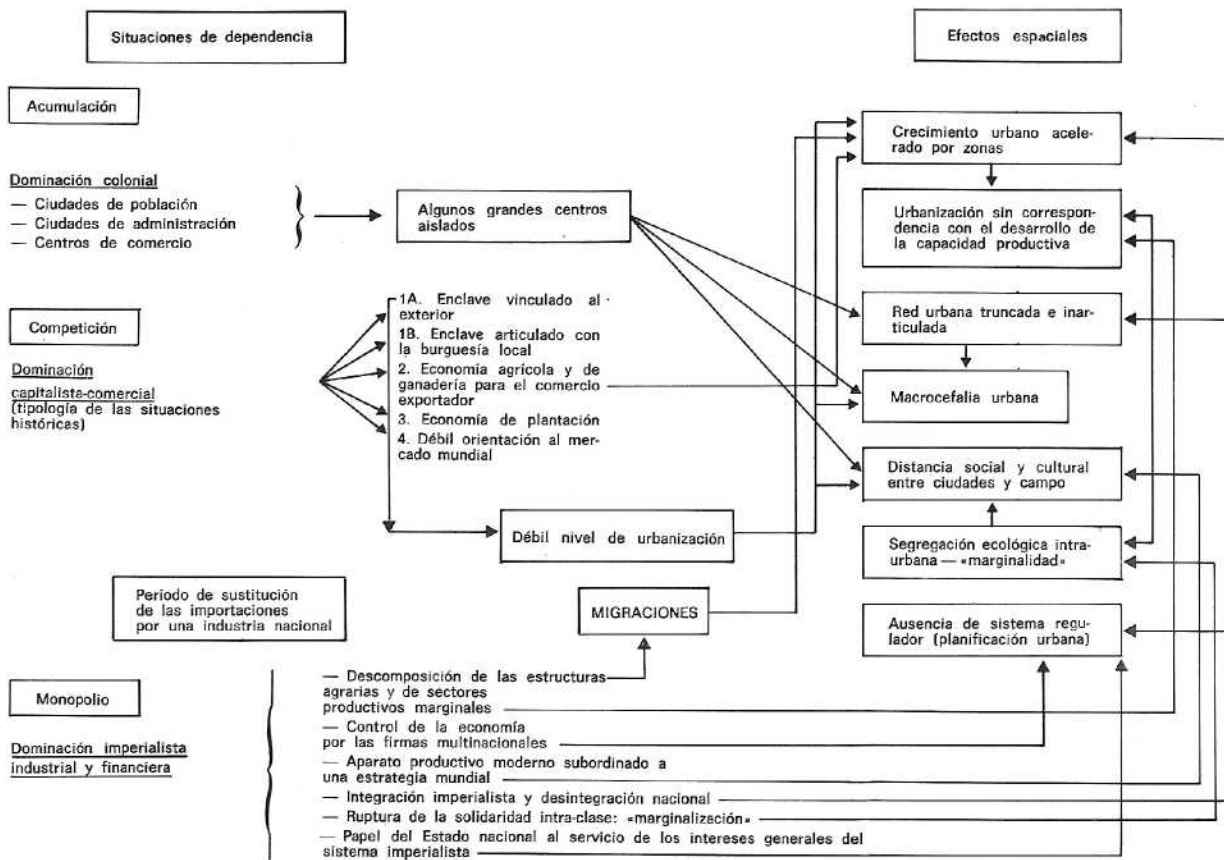 Situaciones de dependencia
Efectos espaciales
Acumulación
Dominación colonial
— Ciudades de población
— Ciudades de administración
— Centros de comercio
Algunos grandes centros
aislados
Competición
Dominación
capitalista-comercial
(tipología de las situaciones
históricas)
1A. Enclave vinculado al
exterior
1B. Enclave articulado con
la burguesía local
2. Economía agrícola y de
ganadería para el comercio
exportador
3. Economía de plantación
4. Débil orientación al mer-
cado mundial
Débil nivel de urbanización
Periodo de sustitución
de las importaciones
por una industria nacional
MIGRACIONES
Monopolio
Dominación imperialista
industrial y financiera
— Descomposición de las estructuras
agrarias y de sectores
productivos marginales
— Control de la economía
por las firmas multinacionales
— Aparato productivo moderno subordinado a
una estrategia mundial
— Integración imperialista y desintegración nacional
— Ruptura de la solidaridad intra-clase: «marginalización»
— Papel del Estado nacional al servicio de los intereses generales del
sistema imperialista
Crecimiento urbano acele-
rado por zonas
Urbanización sin correspon-
dencia con el desarrollo de
la capacidad productiva
Red urbana truncada e inar-
ticulada
Macrocefalia urbana
Distancia social y cultural
entre ciudades y campo
Segregación ecológica intra-
urbana — «marginalidad»
Ausencia de sistema regu-
lador (planificación urbana)